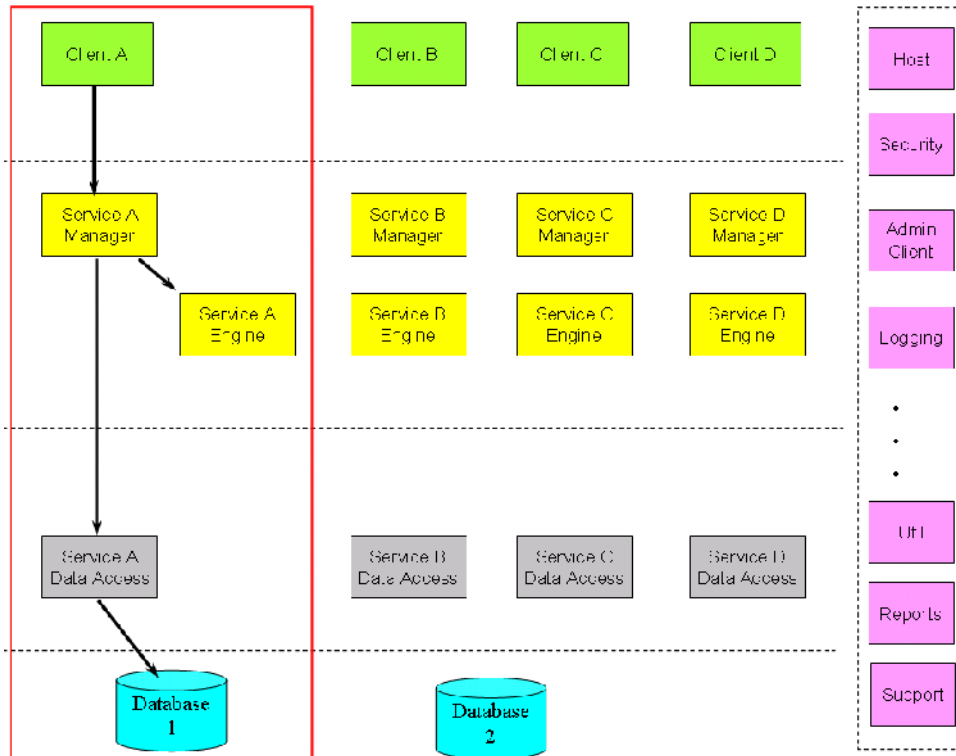 Client A
Client B
Client C
Client D
Host
Security
Service A
Manager
Service B
Manager
Service C
Manager
Service D
Manager
Admin
Client
Service A
Engine
Service B
Engine
Service C
Engine
Service D
Engine
Logging
Service A
Data Access
Service B
Data Access
Service C
Data Access
Service D
Data Access
Util
Reports
Database
1
Database
2
Support